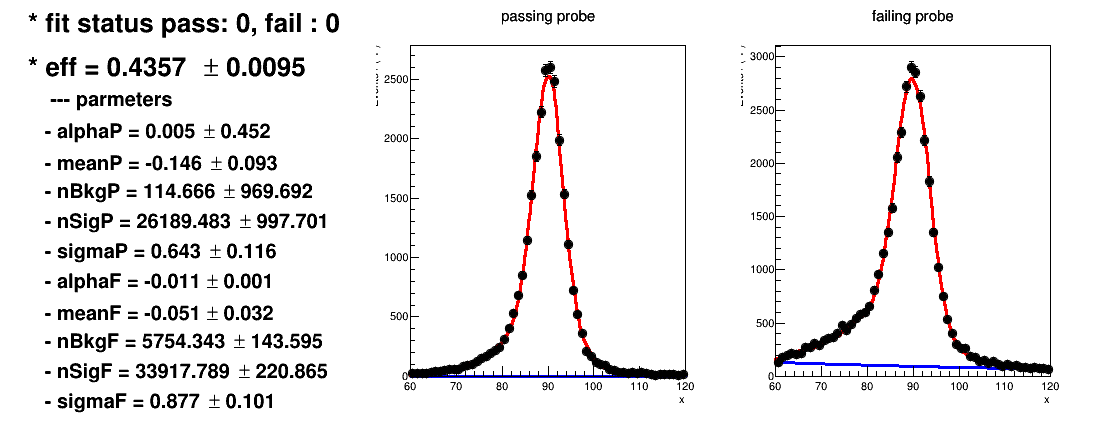 * fit status pass: 0, fail : 0
* eff = 0.4357 ± 0.0095
--- parmeters
- alphaP = 0.005 ± 0.452
- meanP = -0.146 ± 0.093
- nBkgP = 114.666 ± 969.692
- nSigP = 26189.483 ± 997.701
- sigmaP = 0.643 ± 0.116
- alphaF = -0.011 ± 0.001
- meanF = -0.051 ± 0.032
- nBkgF = 5754.343 ± 143.595
- nSigF = 33917.789 ± 220.865
- sigmaF = 0.877 ± 0.101
passing probe
2500
2000
1500
1000
500
0
60 70 80 90 100 110 120
x
failing probe
3000
2500
2000
1500
1000
500
0
60 70 80 90 100 110 120
x